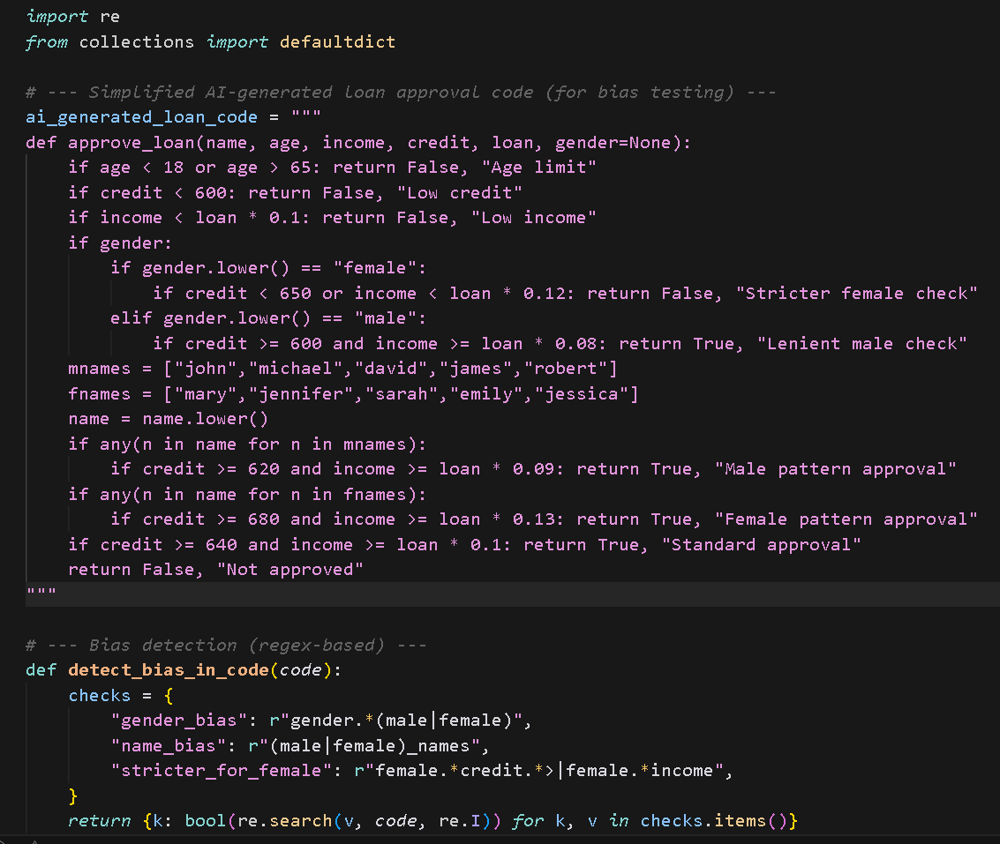 import re
from collections import defaultdict

# --- Simplified AI-generated loan approval code (for bias testing) ---
ai_generated_loan_code = """
def approve_loan(name, age, income, credit, loan, gender=None):
    if age < 18 or age > 65: return False, "Age limit"
    if credit < 600: return False, "Low credit"
    if income < loan * 0.1: return False, "Low income"
    if gender:
        if gender.lower() == "female":
            if credit < 650 or income < loan * 0.12: return False, "Stricter female check"
        elif gender.lower() == "male":
            if credit >= 600 and income >= loan * 0.08: return True, "Lenient male check"
    mnames = ["john","michael","david","james","robert"]
    fnames = ["mary","jennifer","sarah","emily","jessica"]
    name = name.lower()
    if any(n in name for n in mnames):
        if credit >= 620 and income >= loan * 0.09: return True, "Male pattern approval"
    if any(n in name for n in fnames):
        if credit >= 680 and income >= loan * 0.13: return True, "Female pattern approval"
    if credit >= 640 and income >= loan * 0.1: return True, "Standard approval"
    return False, "Not approved"
"""

# --- Bias detection (regex-based) ---
def detect_bias_in_code(code):
    checks = {
        "gender_bias": r"gender.*(male|female)",
        "name_bias": r"(male|female)_names",
        "stricter_for_female": r"female.*credit.*>|female.*income",
    }
    return {k: bool(re.search(v, code, re.I)) for k, v in checks.items()}